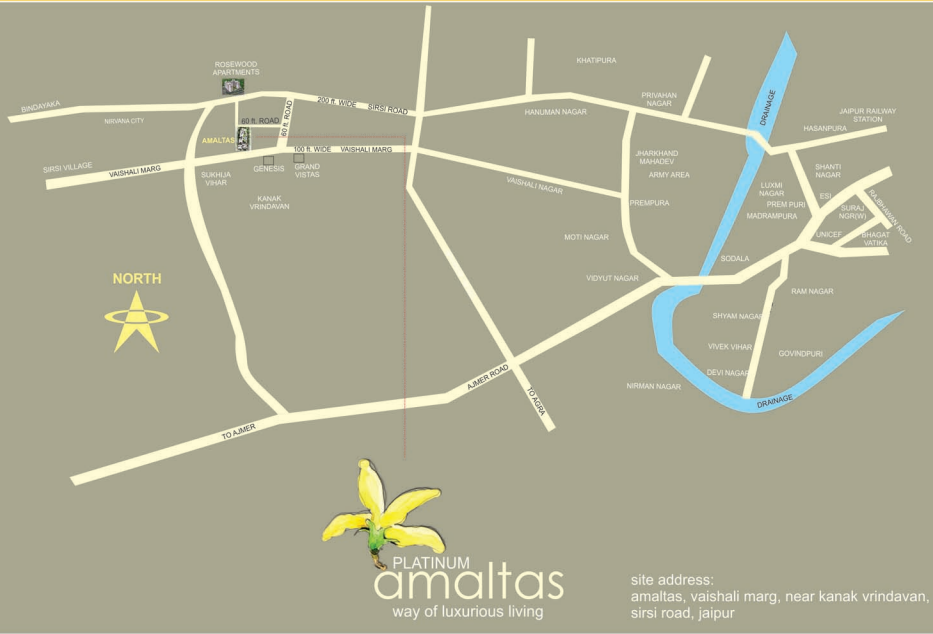 ROSEWOOD
APARTMENTS
KHATIPURA
BINDAYAKA
NRIVANA CITY
200 ft. WIDE SIRSI ROAD
HANUMAN NAGAR
PRIVAHAN
NAGAR
DRAINAGE
JAIPUR RAILWAY
STATION
HASANPURA
60 ft. ROAD
60 ft. ROAD
AMALTAS
100 ft. WIDE VAISHALI MARG
SIRSI VILLAGE
VAISHALI MARG
SUKHIJA
VIHAR
GENESIS
GRAND
VISTAS
KANAK
VRINDAVAN
VAISHALI NAGAR
JHARKHAND
MAHADEV
ARMY AREA
PREMPURA
MOTI NAGAR
VIDYUT NAGAR
SHANTI
NAGAR
LUXMI
NAGAR
PREM PURI
MADRAMPURA
ESI
SURAJ
NGR(W)
RAJBHAWAN ROAD
UNICEF
BHAGAT
VATIKA
SODALA
RAM NAGAR
NORTH
SHYAM NAGAR
VIVEK VIHAR
GOVINDPURI
DEVI NAGAR
NIRMAN NAGAR
DRAINAGE
AJMER ROAD
TO AGRA
TO AJMER
PLATINUM
amaltas
way of luxurious living
site address:
amaltas, vaishali marg, near kanak vrindavan,
sirsi road, jaipur